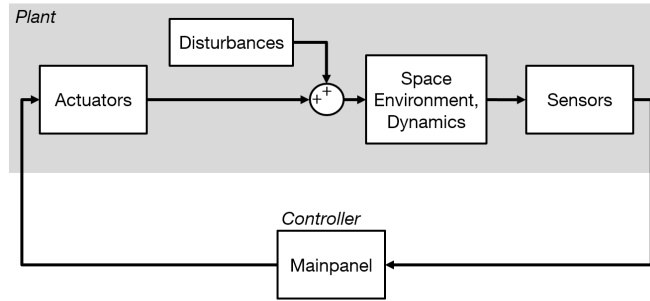 Plant
Disturbances
Actuators
+
+
Space
Environment,
Dynamics
Sensors
Controller
Mainpanel